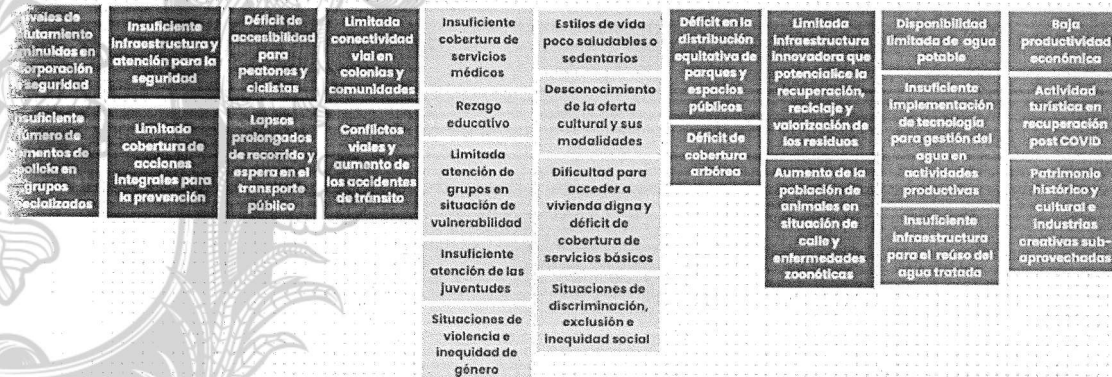 Niveles de
reclutamiento
disminuidos en
corporación
de seguridad
Insuficiente
número de
elementos de
policía en
grupos
especializados
Insuficiente
infraestructura y
atención para la
seguridad
Limitada
cobertura de
acciones
integrales para
la prevención
Déficit de
accesibilidad
para
peatones y
ciclistas
Lapsos
prolongados
de recorrido y
espera en el
transporte
público
Limitada
conectividad
vial en
colonias y
comunidades
Conflictos
viales y
aumento de
los accidentes
de tránsito
Insuficiente
cobertura de
servicios
médicos
Rezago
educativo
Limitada
atención de
grupos en
situación de
vulnerabilidad
Insuficiente
atención de las
juventudes
Situaciones de
violencia e
inequidad de
género
Estilos de vida
poco saludables o
sedentarios
Desconocimiento
de la oferta
cultural y sus
modalidades
Dificultad para
acceder a
vivienda digna y
déficit de
cobertura de
servicios básicos
Situaciones de
discriminación,
exclusión e
inequidad social
Déficit en la
distribución
equitativa de
parques y
espacios
públicos
Déficit de
cobertura
arbórea
Limitada
infraestructura
innovadora que
potencialice la
recuperación,
reciclaje y
valorización de
los residuos
Aumento de la
población de
animales en
situación de
calle y
enfermedades
zoonóticas
Disponibilidad
limitada de agua
potable
Insuficiente
implementación
de tecnología
para gestión del
agua en
actividades
productivas
Insuficiente
infraestructura
para el reúso del
agua tratada
Baja
productividad
económica
Actividad
turística en
recuperación
post COVID
Patrimonio
histórico y
cultural e
industrias
creativas sub-
aprovechadas